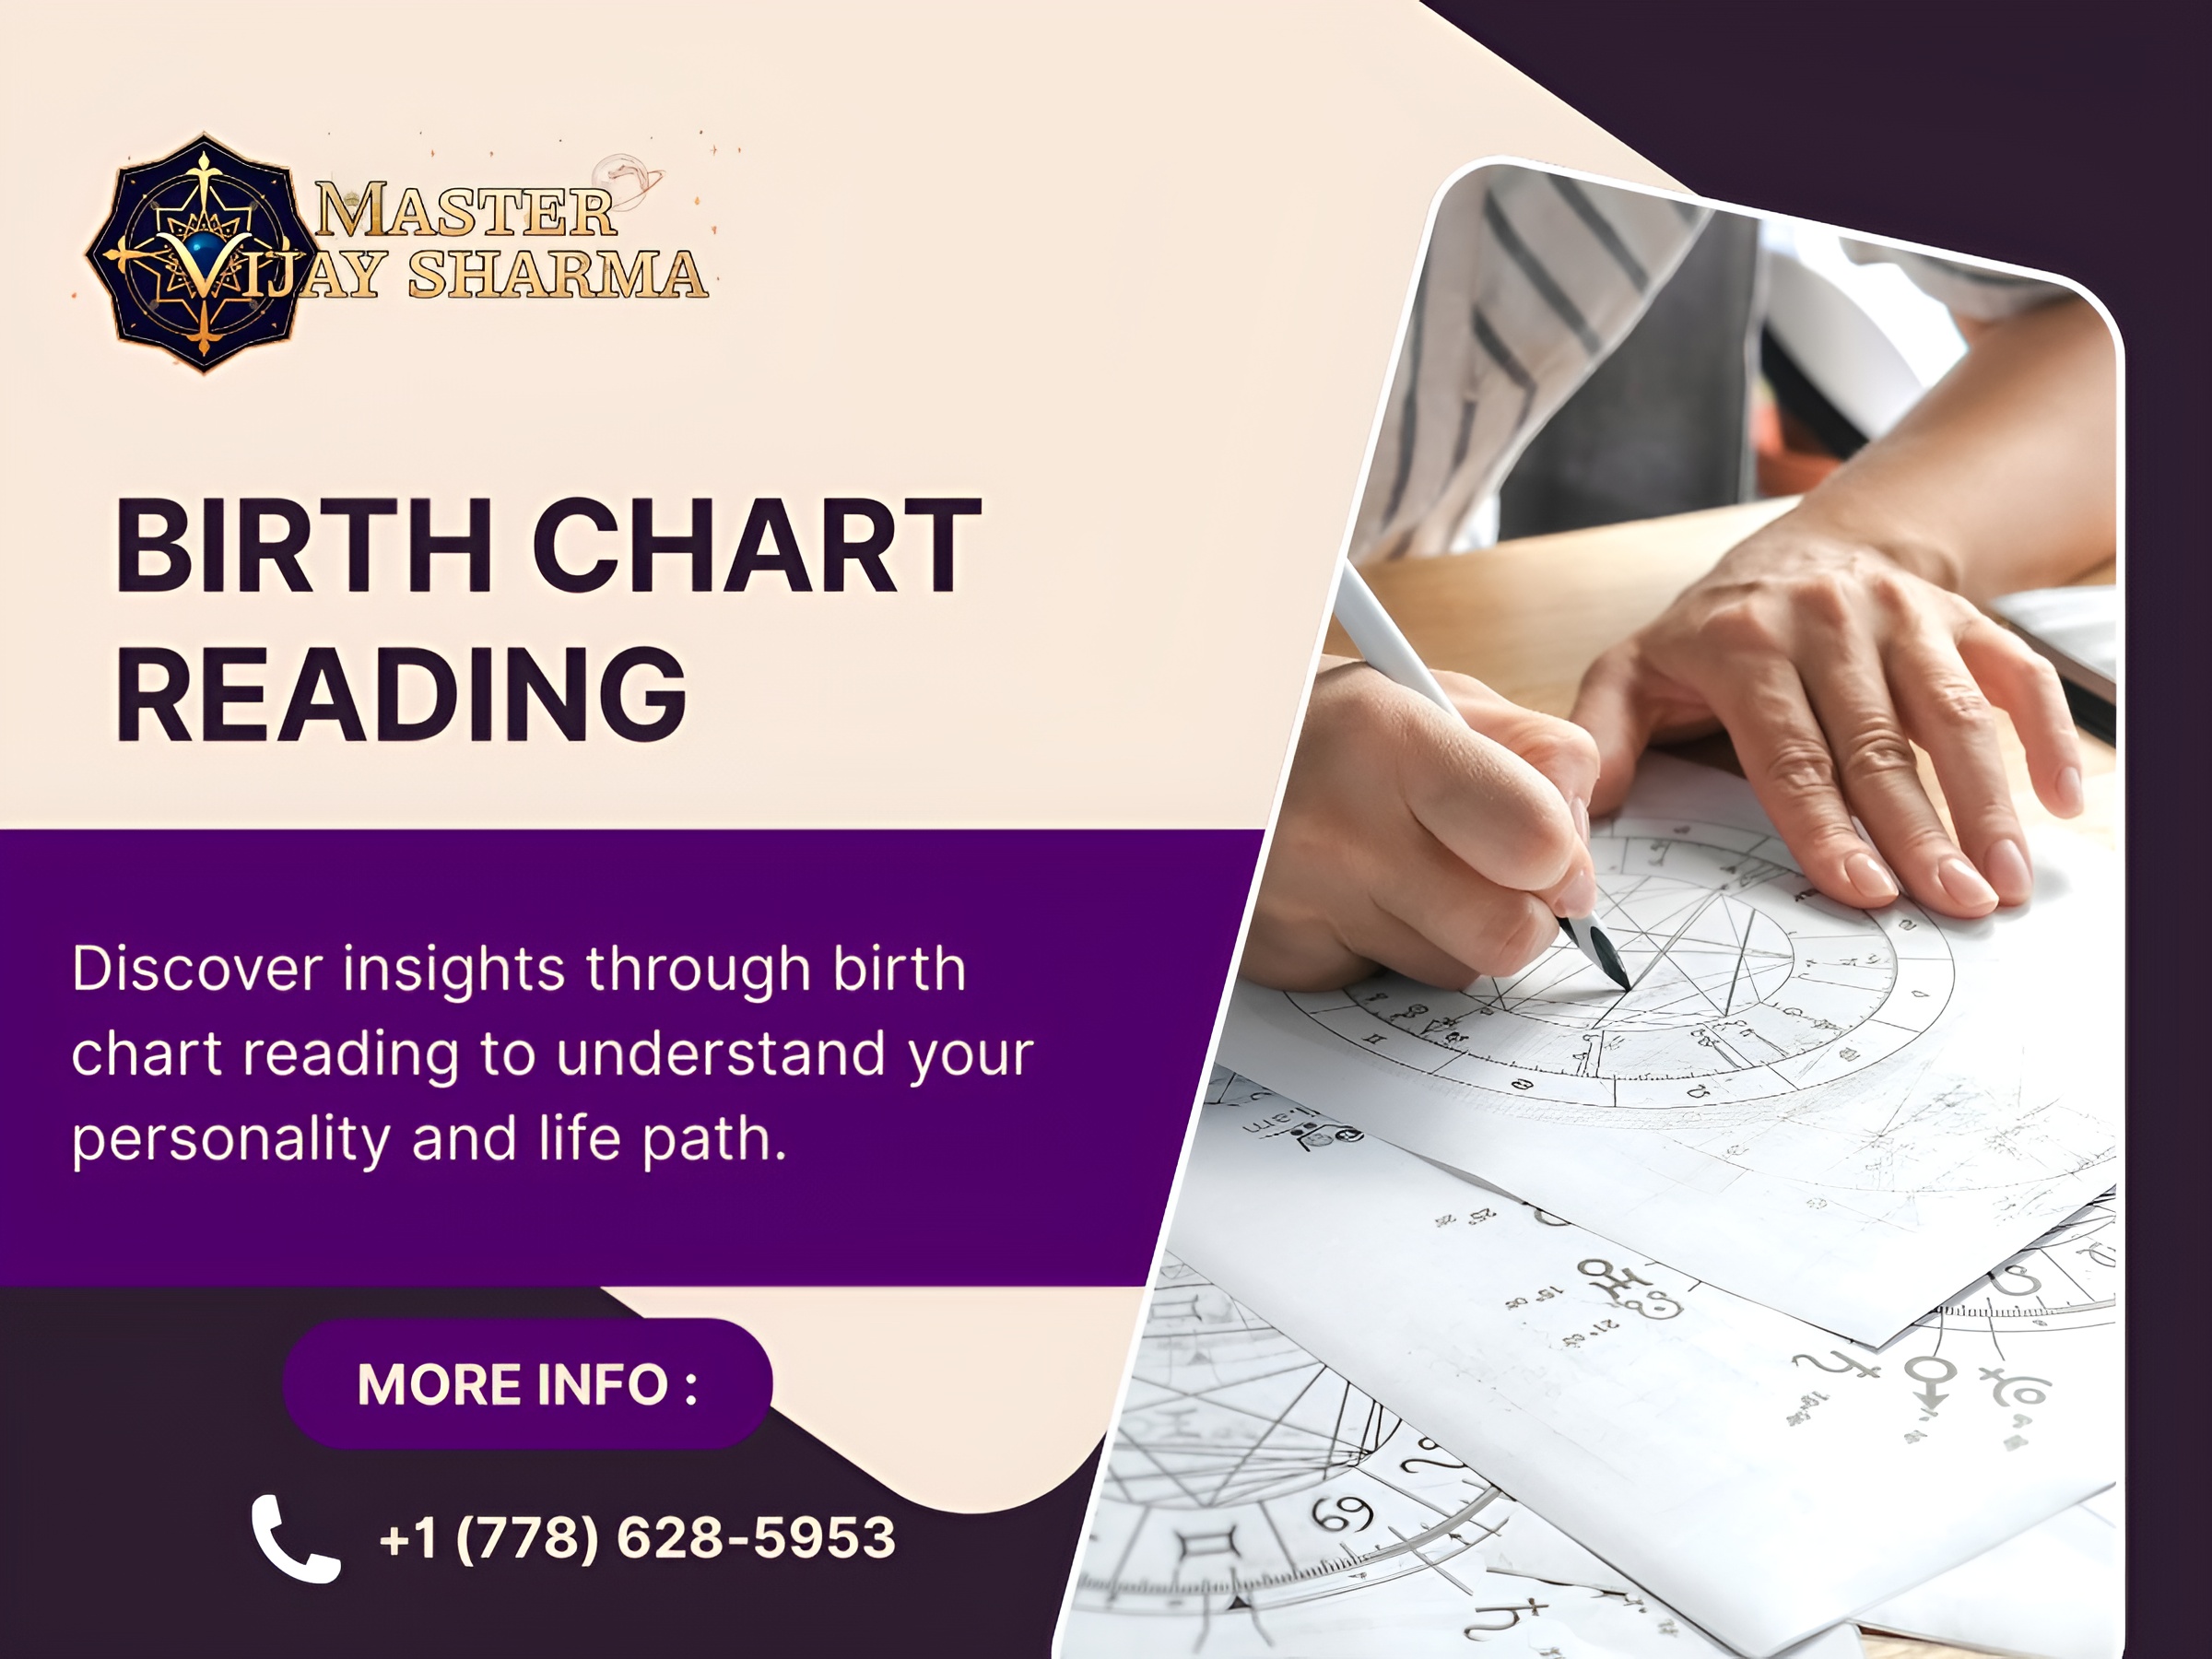 MASTER
VIJAY SHARMA
BIRTH CHART
READING
Discover insights through birth
chart reading to understand your
personality and life path.
MORE INFO :
+1 (778) 628-5953